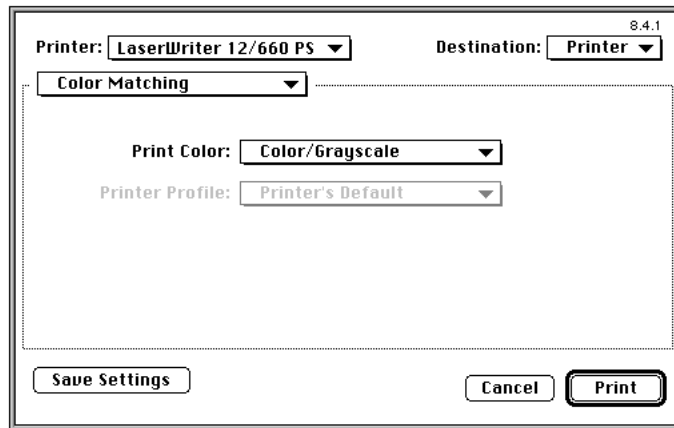 8.4.1
Printer: LaserWriter 12/660 PS Destination: Printer
Color Matching
Print Color: Color/Grayscale
Printer Profile: Printer's Default
Save Settings
Cancel Print